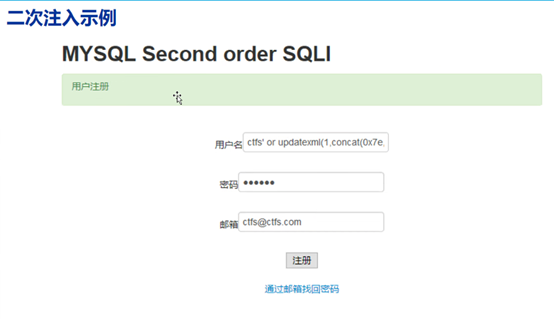 二次注入示例
MYSQL Second order SQLI
用户注册
用户名 ctfs' or updatexml(1,concat(0x7e,
密码 ••••••
邮箱 ctfs@ctfs.com
注册
通过邮箱找回密码